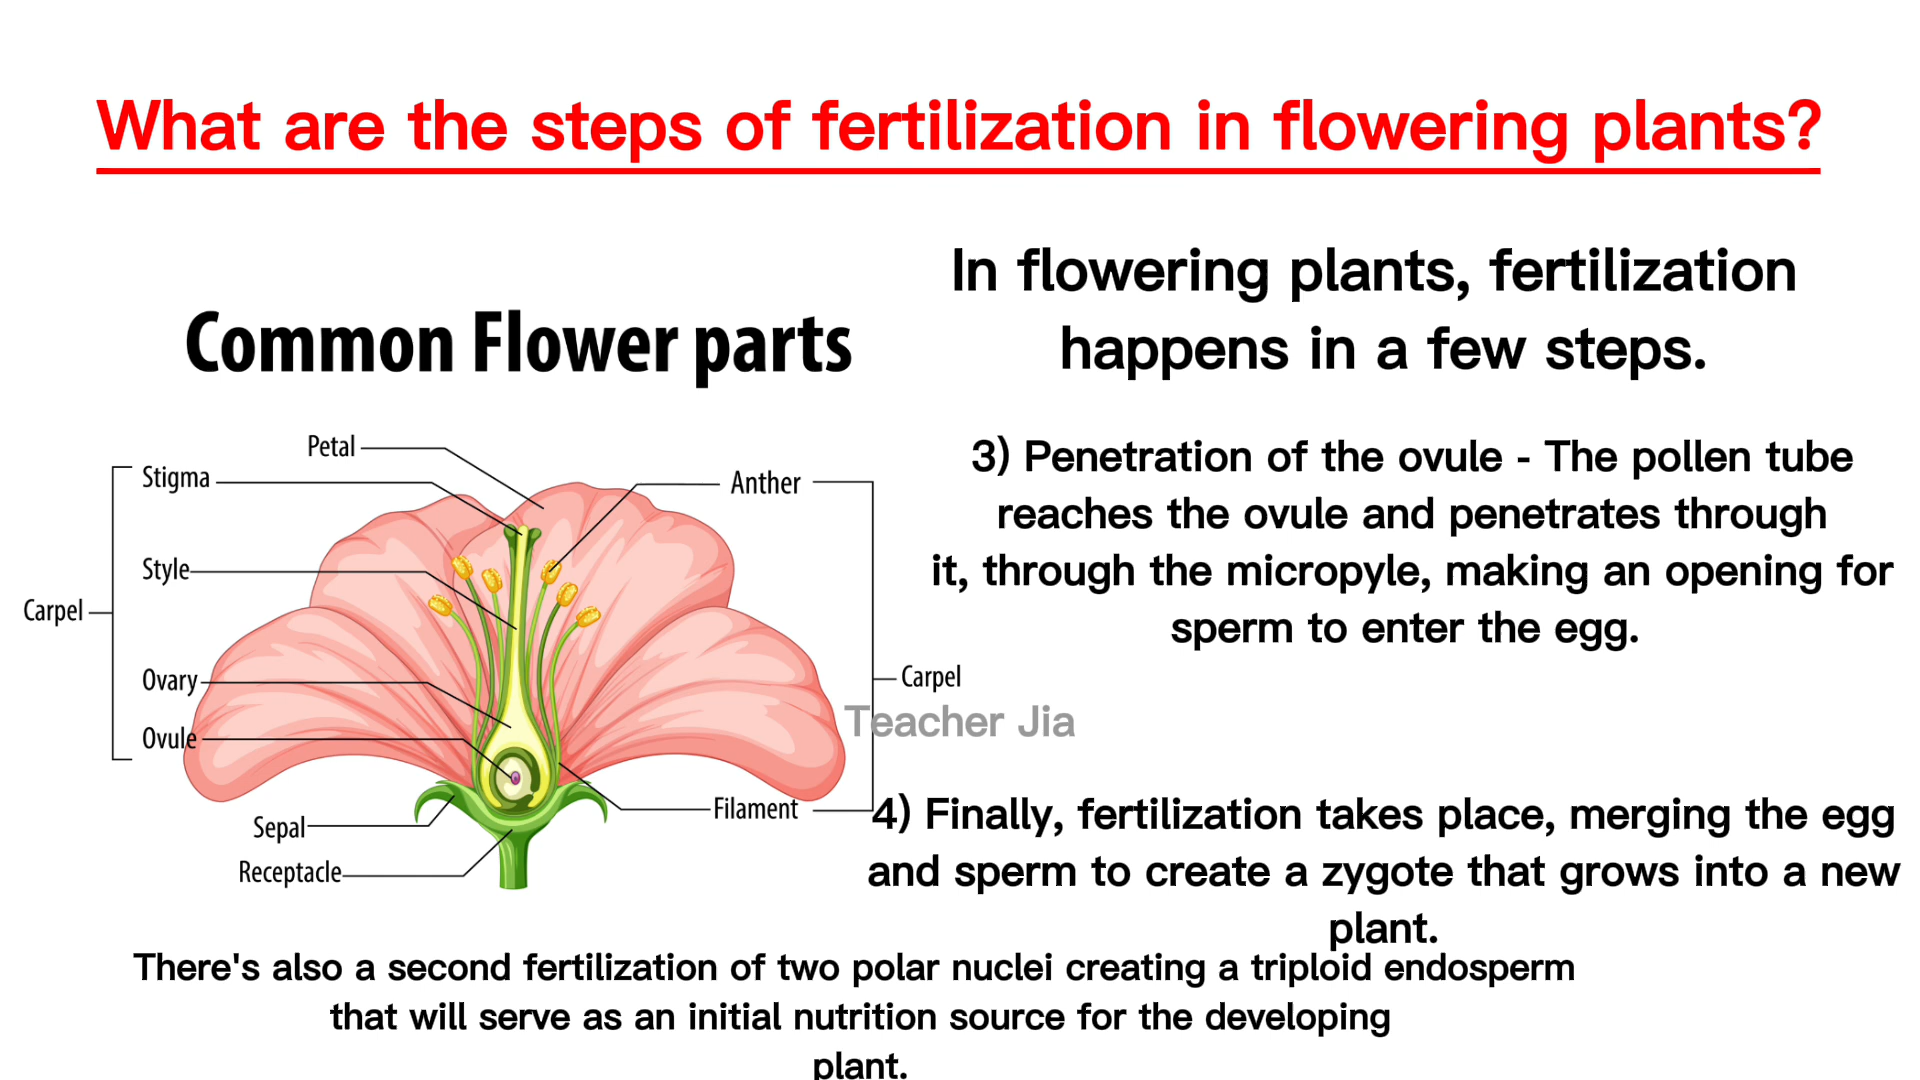 What are the steps of fertilization in flowering plants?
Common Flower parts
Petal
Stigma
Anther
Style
Carpel
Ovary
Ovule
Carpel
Filament
Sepal
Receptacle
In flowering plants, fertilization
happens in a few steps.
3) Penetration of the ovule - The pollen tube
reaches the ovule and penetrates through
it, through the micropyle, making an opening for
sperm to enter the egg.
Teacher Jia
4) Finally, fertilization takes place, merging the egg
and sperm to create a zygote that grows into a new
plant.
There's also a second fertilization of two polar nuclei creating a triploid endosperm
that will serve as an initial nutrition source for the developing
plant.